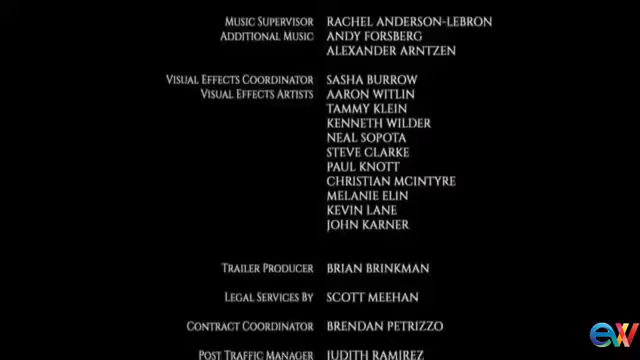 Music Supervisor RACHEL ANDERSON-LEBRON
Additional Music ANDY FORSBERG
ALEXANDER ARNTZEN
Visual Effects Coordinator SASHA BURROW
Visual Effects Artists AARON WITLIN
TAMMY KLEIN
KENNETH WILDER
NEAL SOPOTA
STEVE CLARKE
PAUL KNOTT
CHRISTIAN MCINTYRE
MELANIE ELIN
KEVIN LANE
JOHN KARNER
Trailer Producer BRIAN BRINKMAN
Legal Services By SCOTT MEEHAN
Contract Coordinator BRENDAN PETRIZZO
Post Traffic Manager JUDITH RAMIREZ
ew